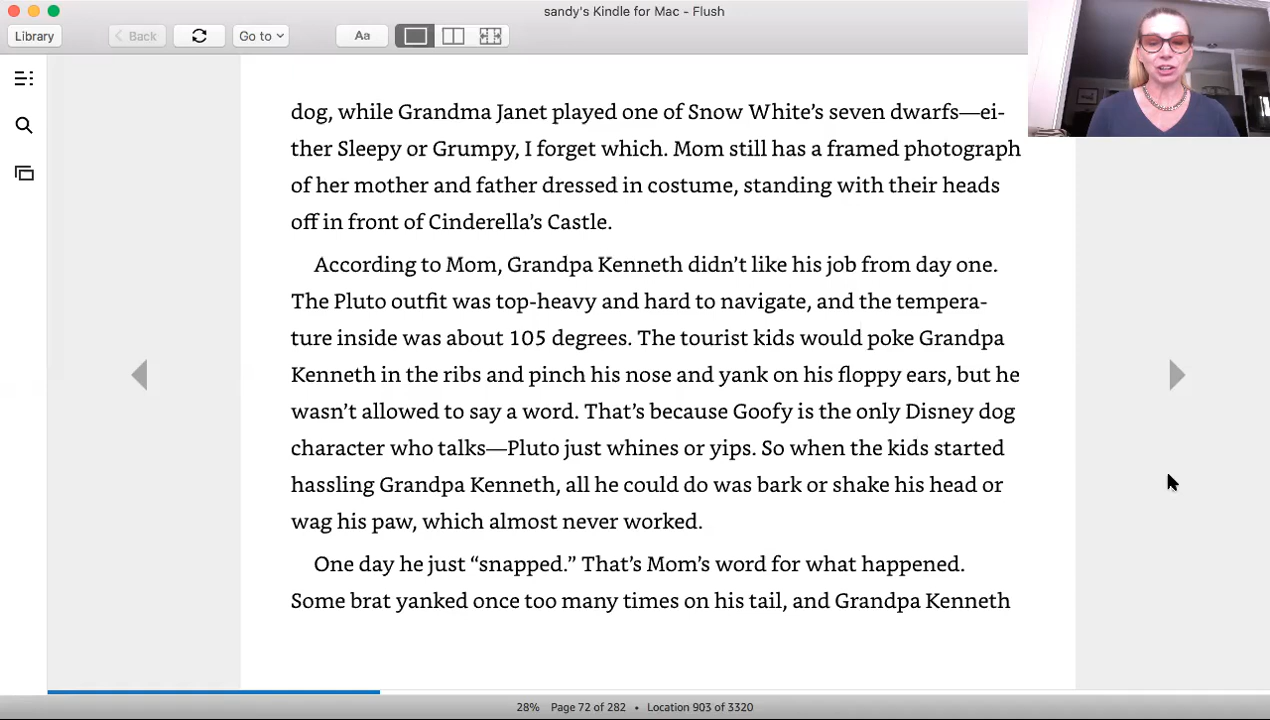 sandy's Kindle for Mac - Flush
Library
Back
Go to
Aa
dog, while Grandma Janet played one of Snow White’s seven dwarfs—ei-
ther Sleepy or Grumpy, I forget which. Mom still has a framed photograph
of her mother and father dressed in costume, standing with their heads
off in front of Cinderella’s Castle.
According to Mom, Grandpa Kenneth didn’t like his job from day one.
The Pluto outfit was top-heavy and hard to navigate, and the tempera-
ture inside was about 105 degrees. The tourist kids would poke Grandpa
Kenneth in the ribs and pinch his nose and yank on his floppy ears, but he
wasn’t allowed to say a word. That’s because Goofy is the only Disney dog
character who talks—Pluto just whines or yips. So when the kids started
hassling Grandpa Kenneth, all he could do was bark or shake his head or
wag his paw, which almost never worked.
One day he just “snapped.” That’s Mom’s word for what happened.
Some brat yanked once too many times on his tail, and Grandpa Kenneth
28% Page 72 of 282 • Location 903 of 3320